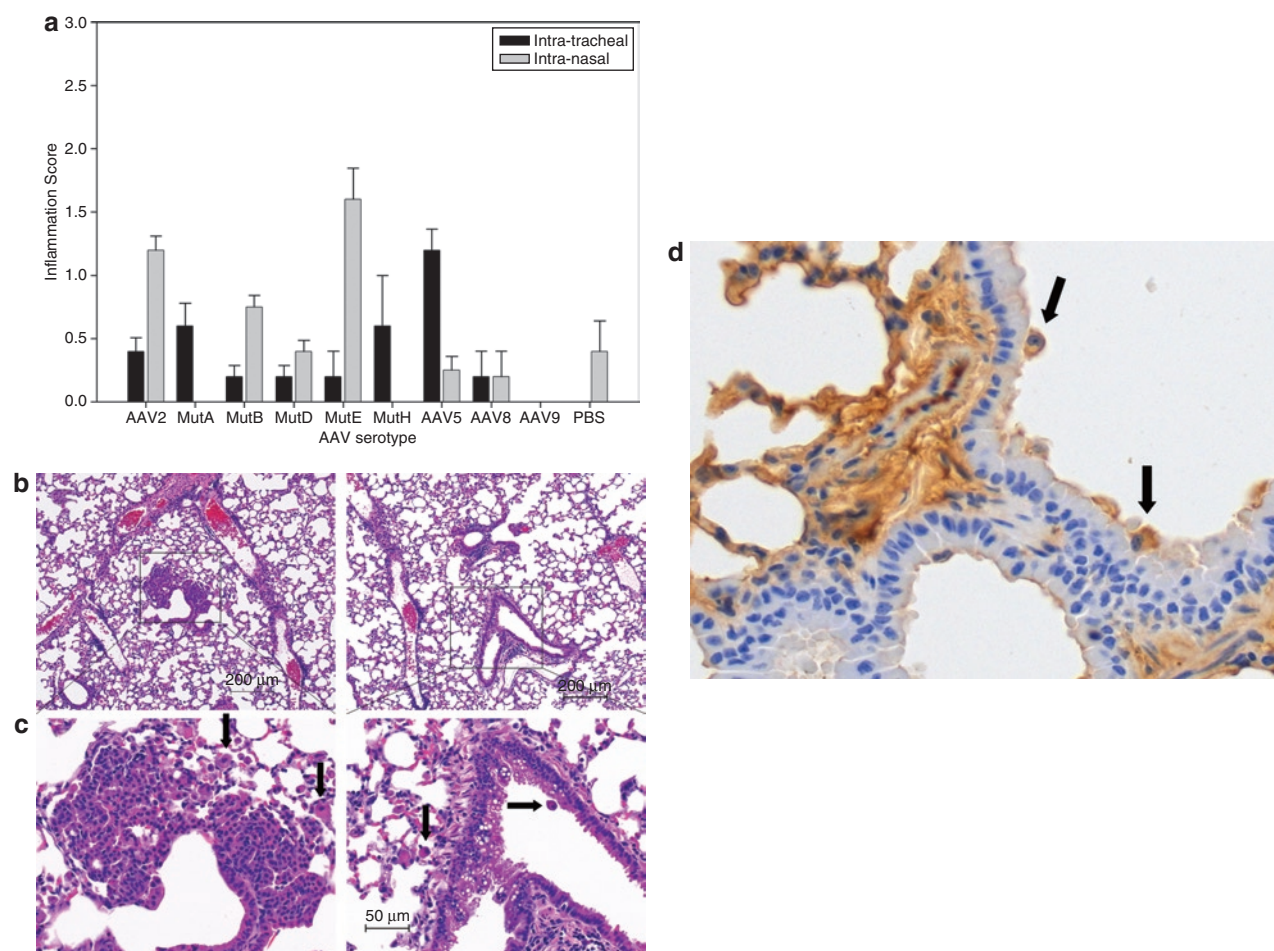 a
3.0
2.5
2.0
1.5
1.0
0.5
0.0
Inflammation Score
Intra-tracheal
Intra-nasal
AAV2 MutA MutB MutD MutE MutH AAV5 AAV8 AAV9 PBS
AAV serotype
b
200 µm
200 µm
c
50 µm
d